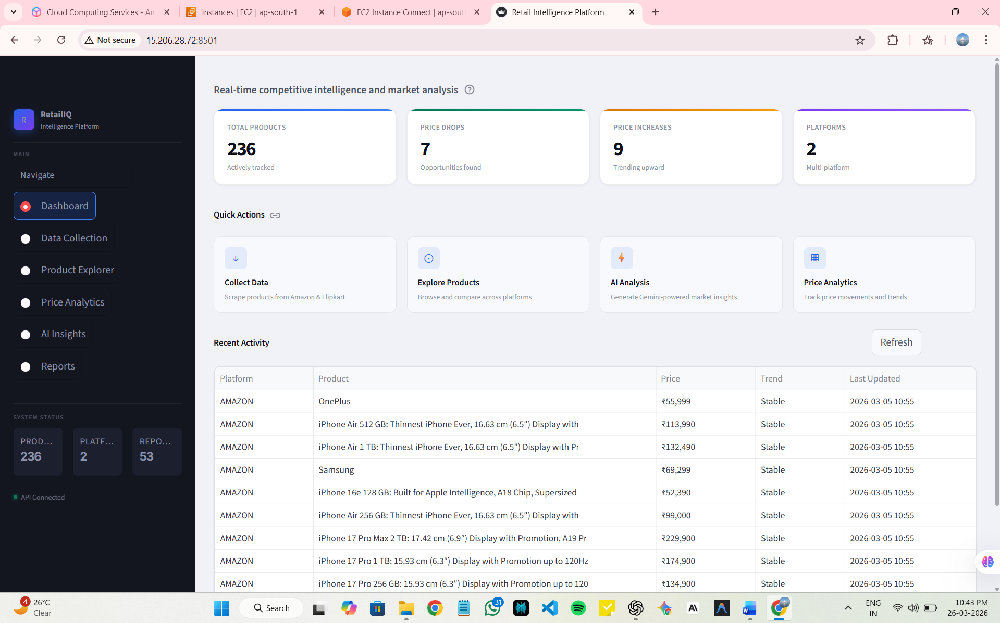 Cloud Computing Services - Am
Instances | EC2 | ap-south-1
EC2 Instance Connect | ap-sout
Retail Intelligence Platform
Not secure
15.206.28.72:8501
R
RetailIQ
Intelligence Platform
MAIN
Navigate
Dashboard
Data Collection
Product Explorer
Price Analytics
AI Insights
Reports
SYSTEM STATUS
PROD... PLATF... REPO...
236 2 53
API Connected
Real-time competitive intelligence and market analysis
TOTAL PRODUCTS
236
Actively tracked
PRICE DROPS
7
Opportunities found
PRICE INCREASES
9
Trending upward
PLATFORMS
2
Multi-platform
Quick Actions
Collect Data
Scrape products from Amazon & Flipkart
Explore Products
Browse and compare across platforms
AI Analysis
Generate Gemini-powered market insights
Price Analytics
Track price movements and trends
Recent Activity
Refresh
Platform Product Price Trend Last Updated
AMAZON OnePlus ₹55,999 Stable 2026-03-05 10:55
AMAZON iPhone Air 512 GB: Thinnest iPhone Ever, 16.63 cm (6.5″) Display with ₹113,990 Stable 2026-03-05 10:55
AMAZON iPhone Air 1 TB: Thinnest iPhone Ever, 16.63 cm (6.5″) Display with Pr ₹132,490 Stable 2026-03-05 10:55
AMAZON Samsung ₹69,299 Stable 2026-03-05 10:55
AMAZON iPhone 16e 128 GB: Built for Apple Intelligence, A18 Chip, Supersized ₹52,390 Stable 2026-03-05 10:55
AMAZON iPhone Air 256 GB: Thinnest iPhone Ever, 16.63 cm (6.5″) Display with ₹99,000 Stable 2026-03-05 10:55
AMAZON iPhone 17 Pro Max 2 TB: 17.42 cm (6.9″) Display with Promotion, A19 Pr ₹229,900 Stable 2026-03-05 10:55
AMAZON iPhone 17 Pro 1 TB: 15.93 cm (6.3″) Display with Promotion up to 120Hz ₹174,900 Stable 2026-03-05 10:55
AMAZON iPhone 17 Pro 256 GB: 15.93 cm (6.3″) Display with Promotion up to 120 ₹134,900 Stable 2026-03-05 10:55
4
26°C
Clear
Search
31
ENG
IN
10:43 PM
26-03-2026